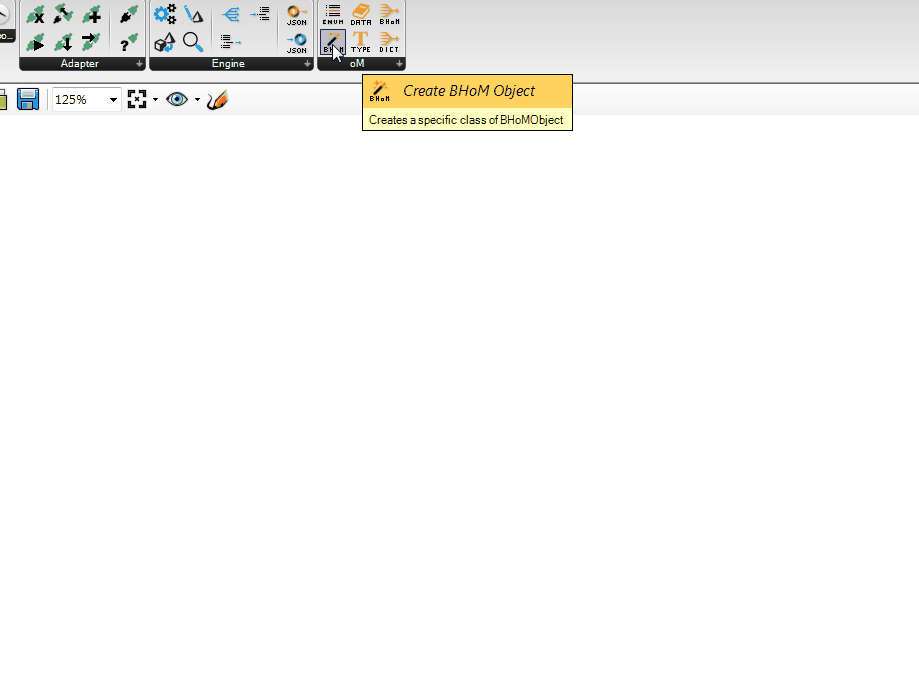 ENUM DATA BHoM
JSON
JSON
TYPE DICT
Adapter
Engine
oM
125%
Create BHoM Object
BHoM
Creates a specific class of BHoMObject